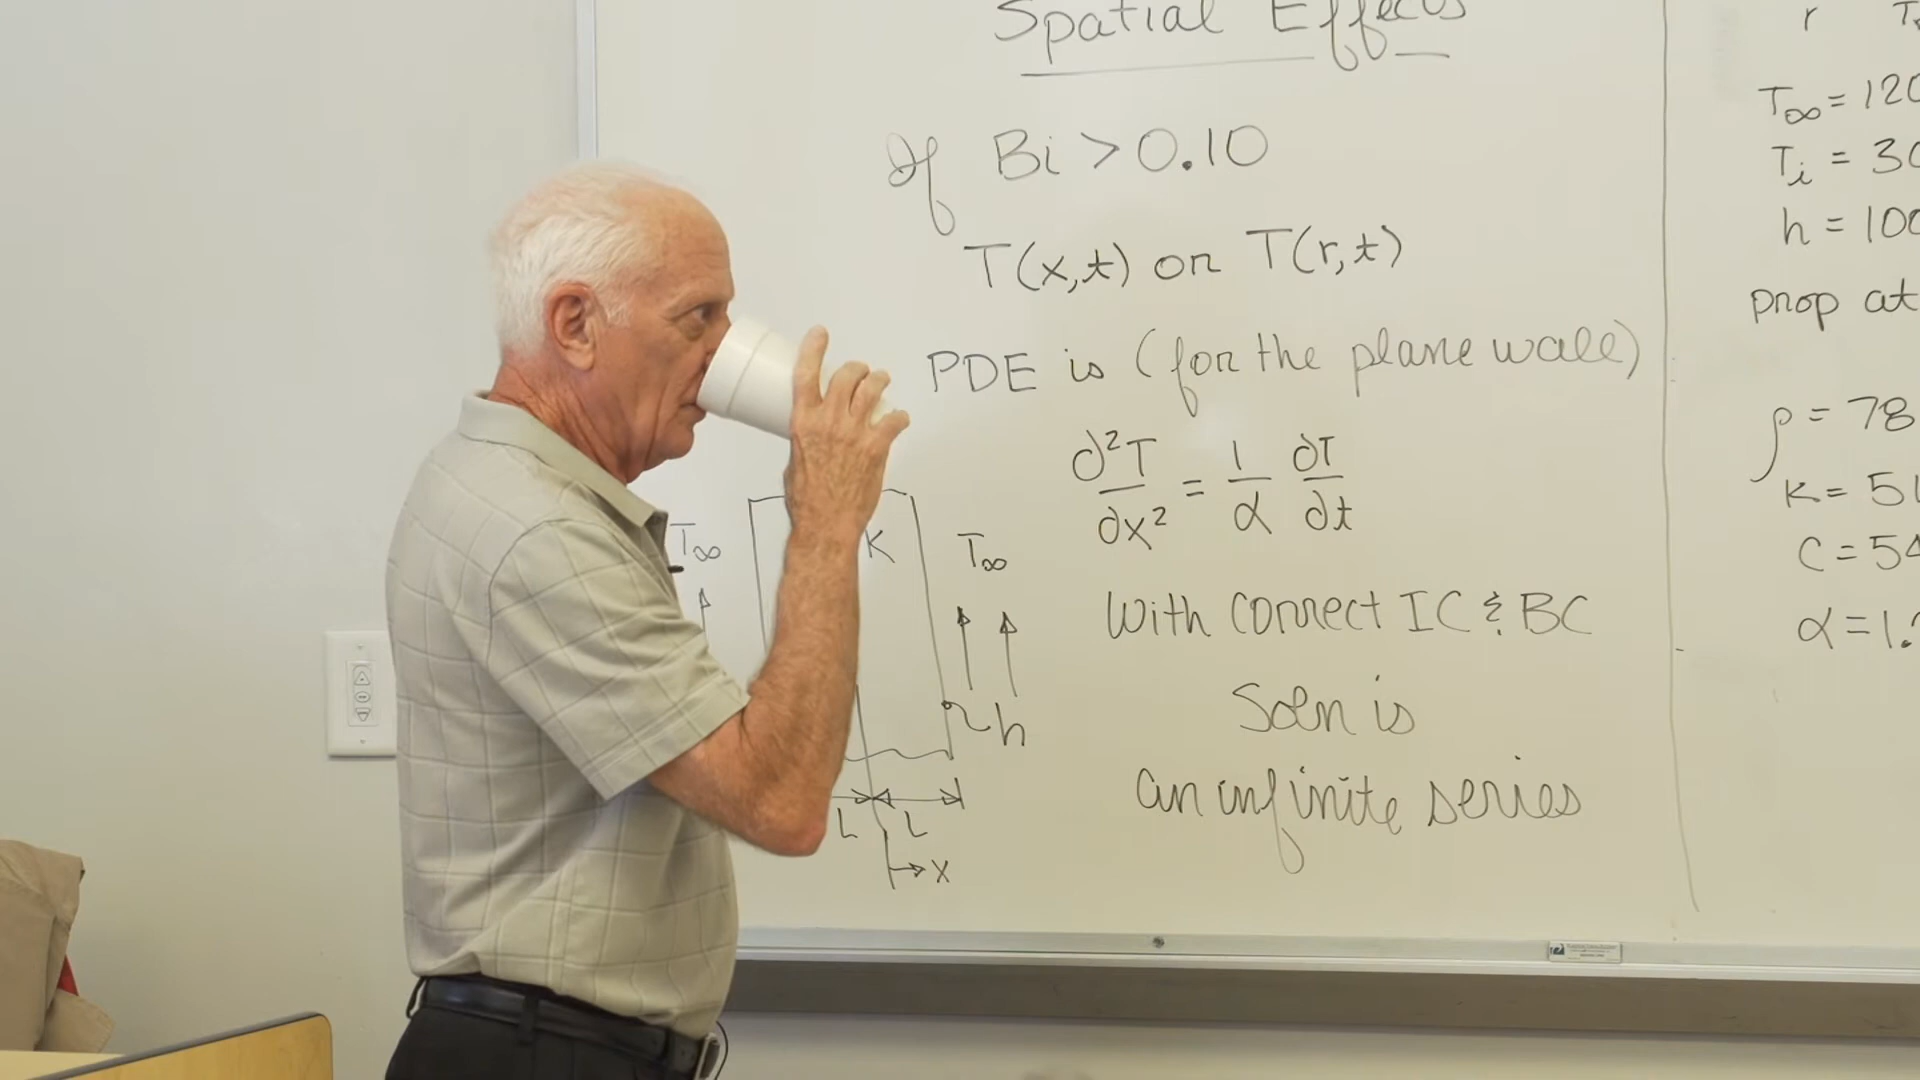 Spatial Effects
If Bi > 0.10
T(x,t) or T(r,t)
PDE is (for the plane wall)
∂²T/∂x² = 1/α ∂T/∂t
With correct IC & BC
Soln is
an infinite series
T∞
K
T∞
h
L L
x
r
T∞ = 120
Ti = 30
h = 100
prop at
ρ = 78
K = 51
C = 54
α = 1.